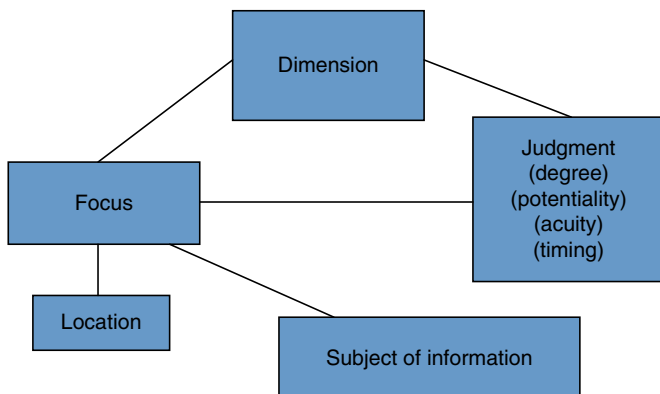 Dimension
Judgment
(degree)
(potentiality)
(acuity)
(timing)
Focus
Location
Subject of information